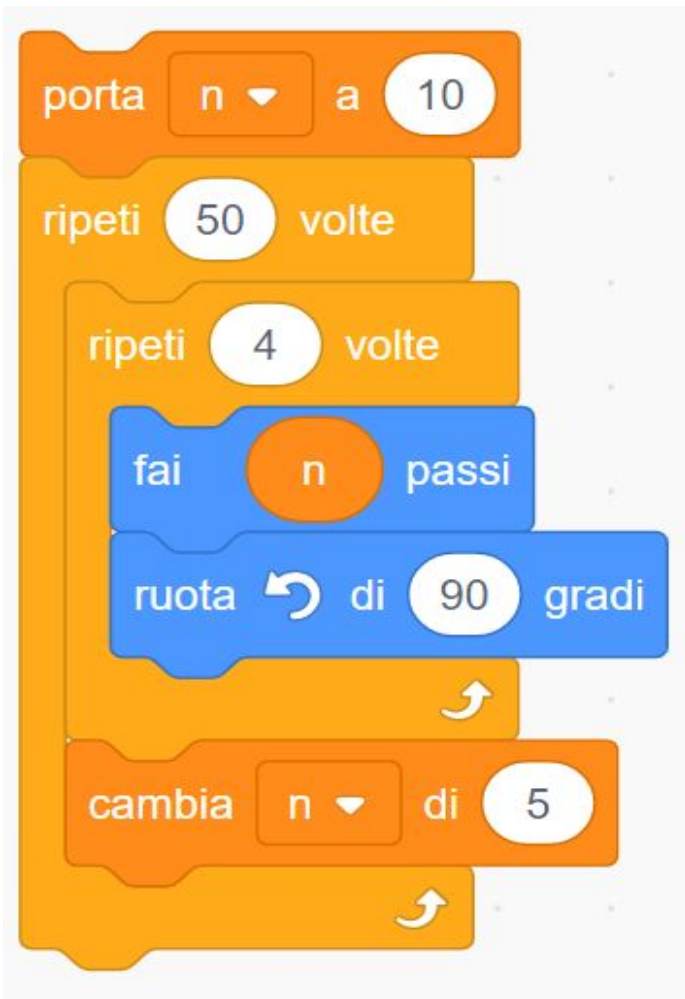 porta n a 10
ripeti 50 volte
ripeti 4 volte
fai n passi
ruota di 90 gradi
cambia n di 5